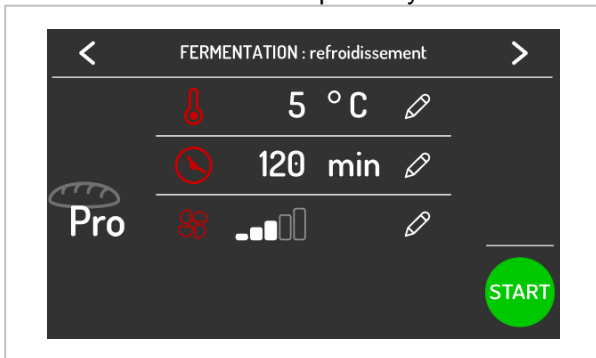 FERMENTATION : refroidissement
5 °C
120 min
Pro
START